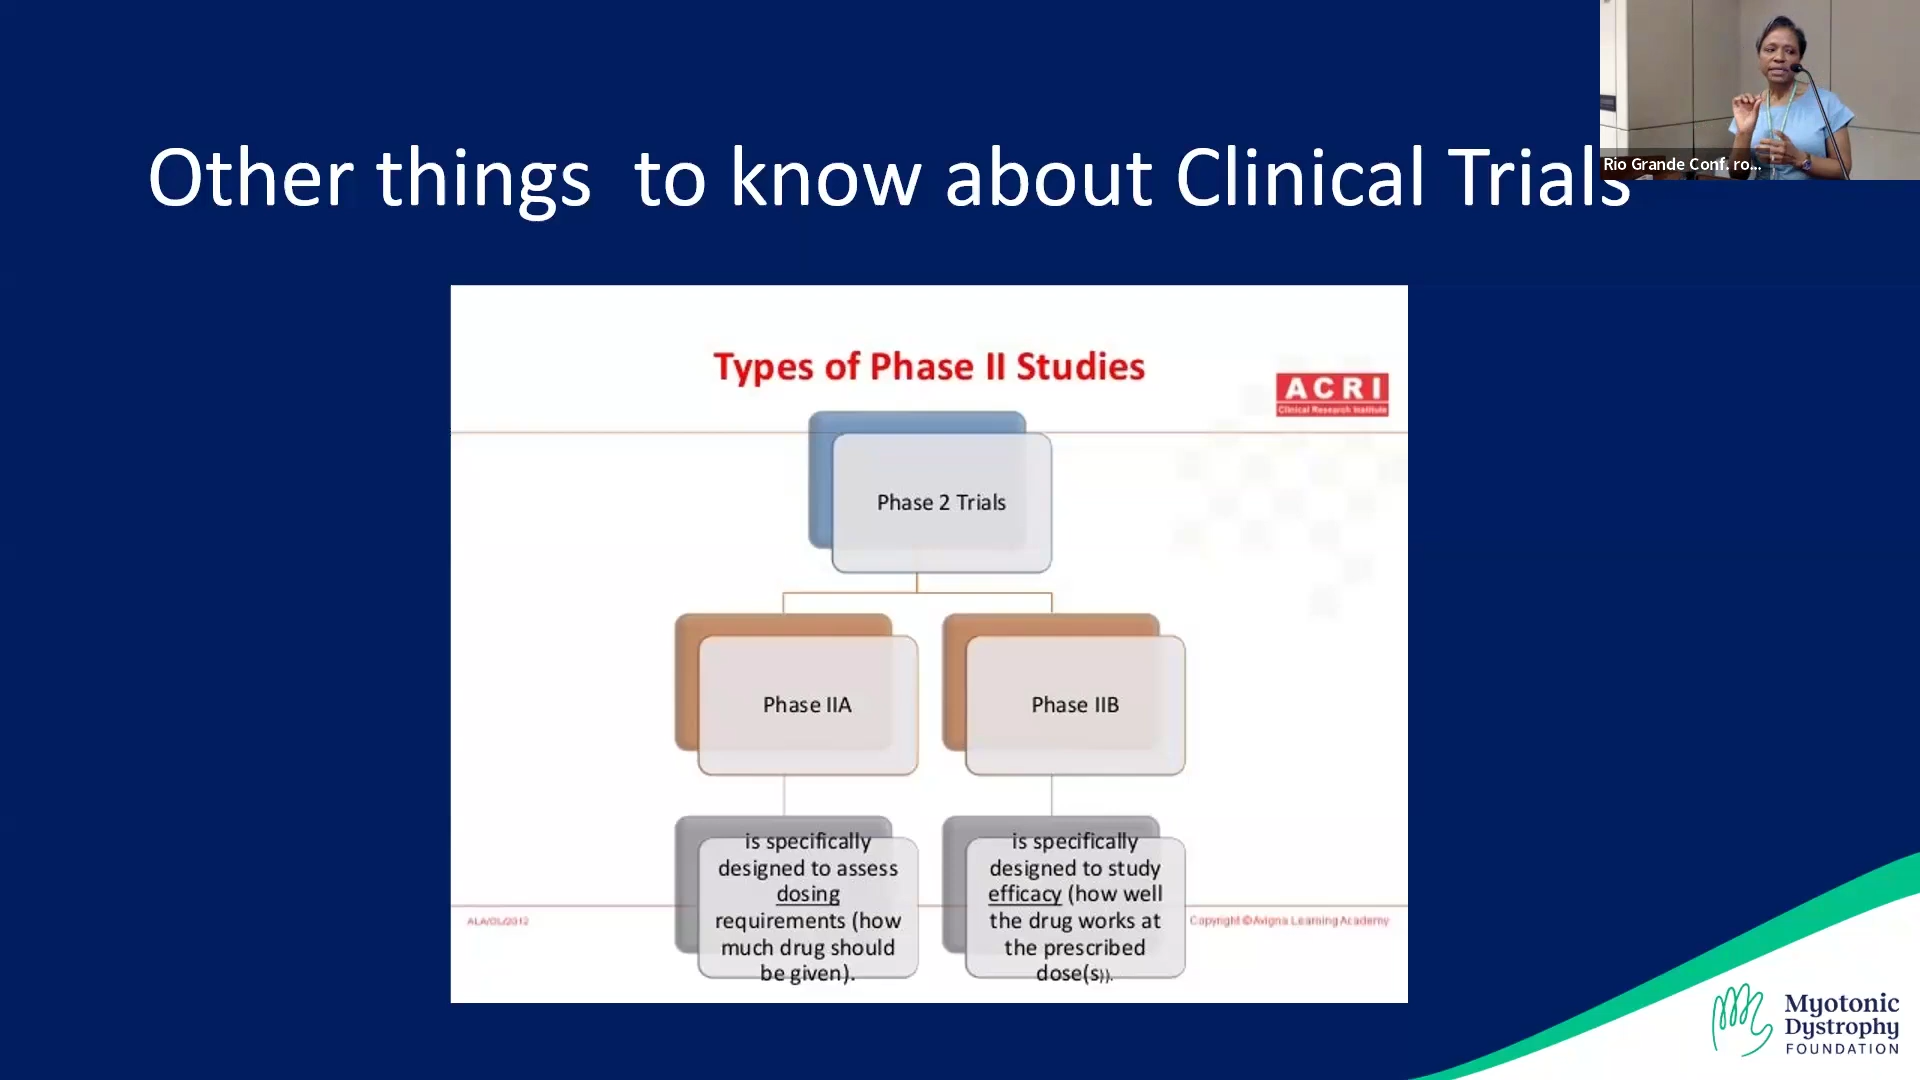 Other things  to know about Clinical Trials
Rio Grande Conf. ro...
Types of Phase II Studies
ACRI
Clinical Research Institute
Phase 2 Trials
Phase IIA
Phase IIB
is specifically
designed to assess
dosing
requirements (how
much drug should
be given).
is specifically
designed to study
efficacy (how well
the drug works at
the prescribed
dose(s)).
ALA/GL/2012
Copyright ©Avigna Learning Academy
Myotonic
Dystrophy
FOUNDATION